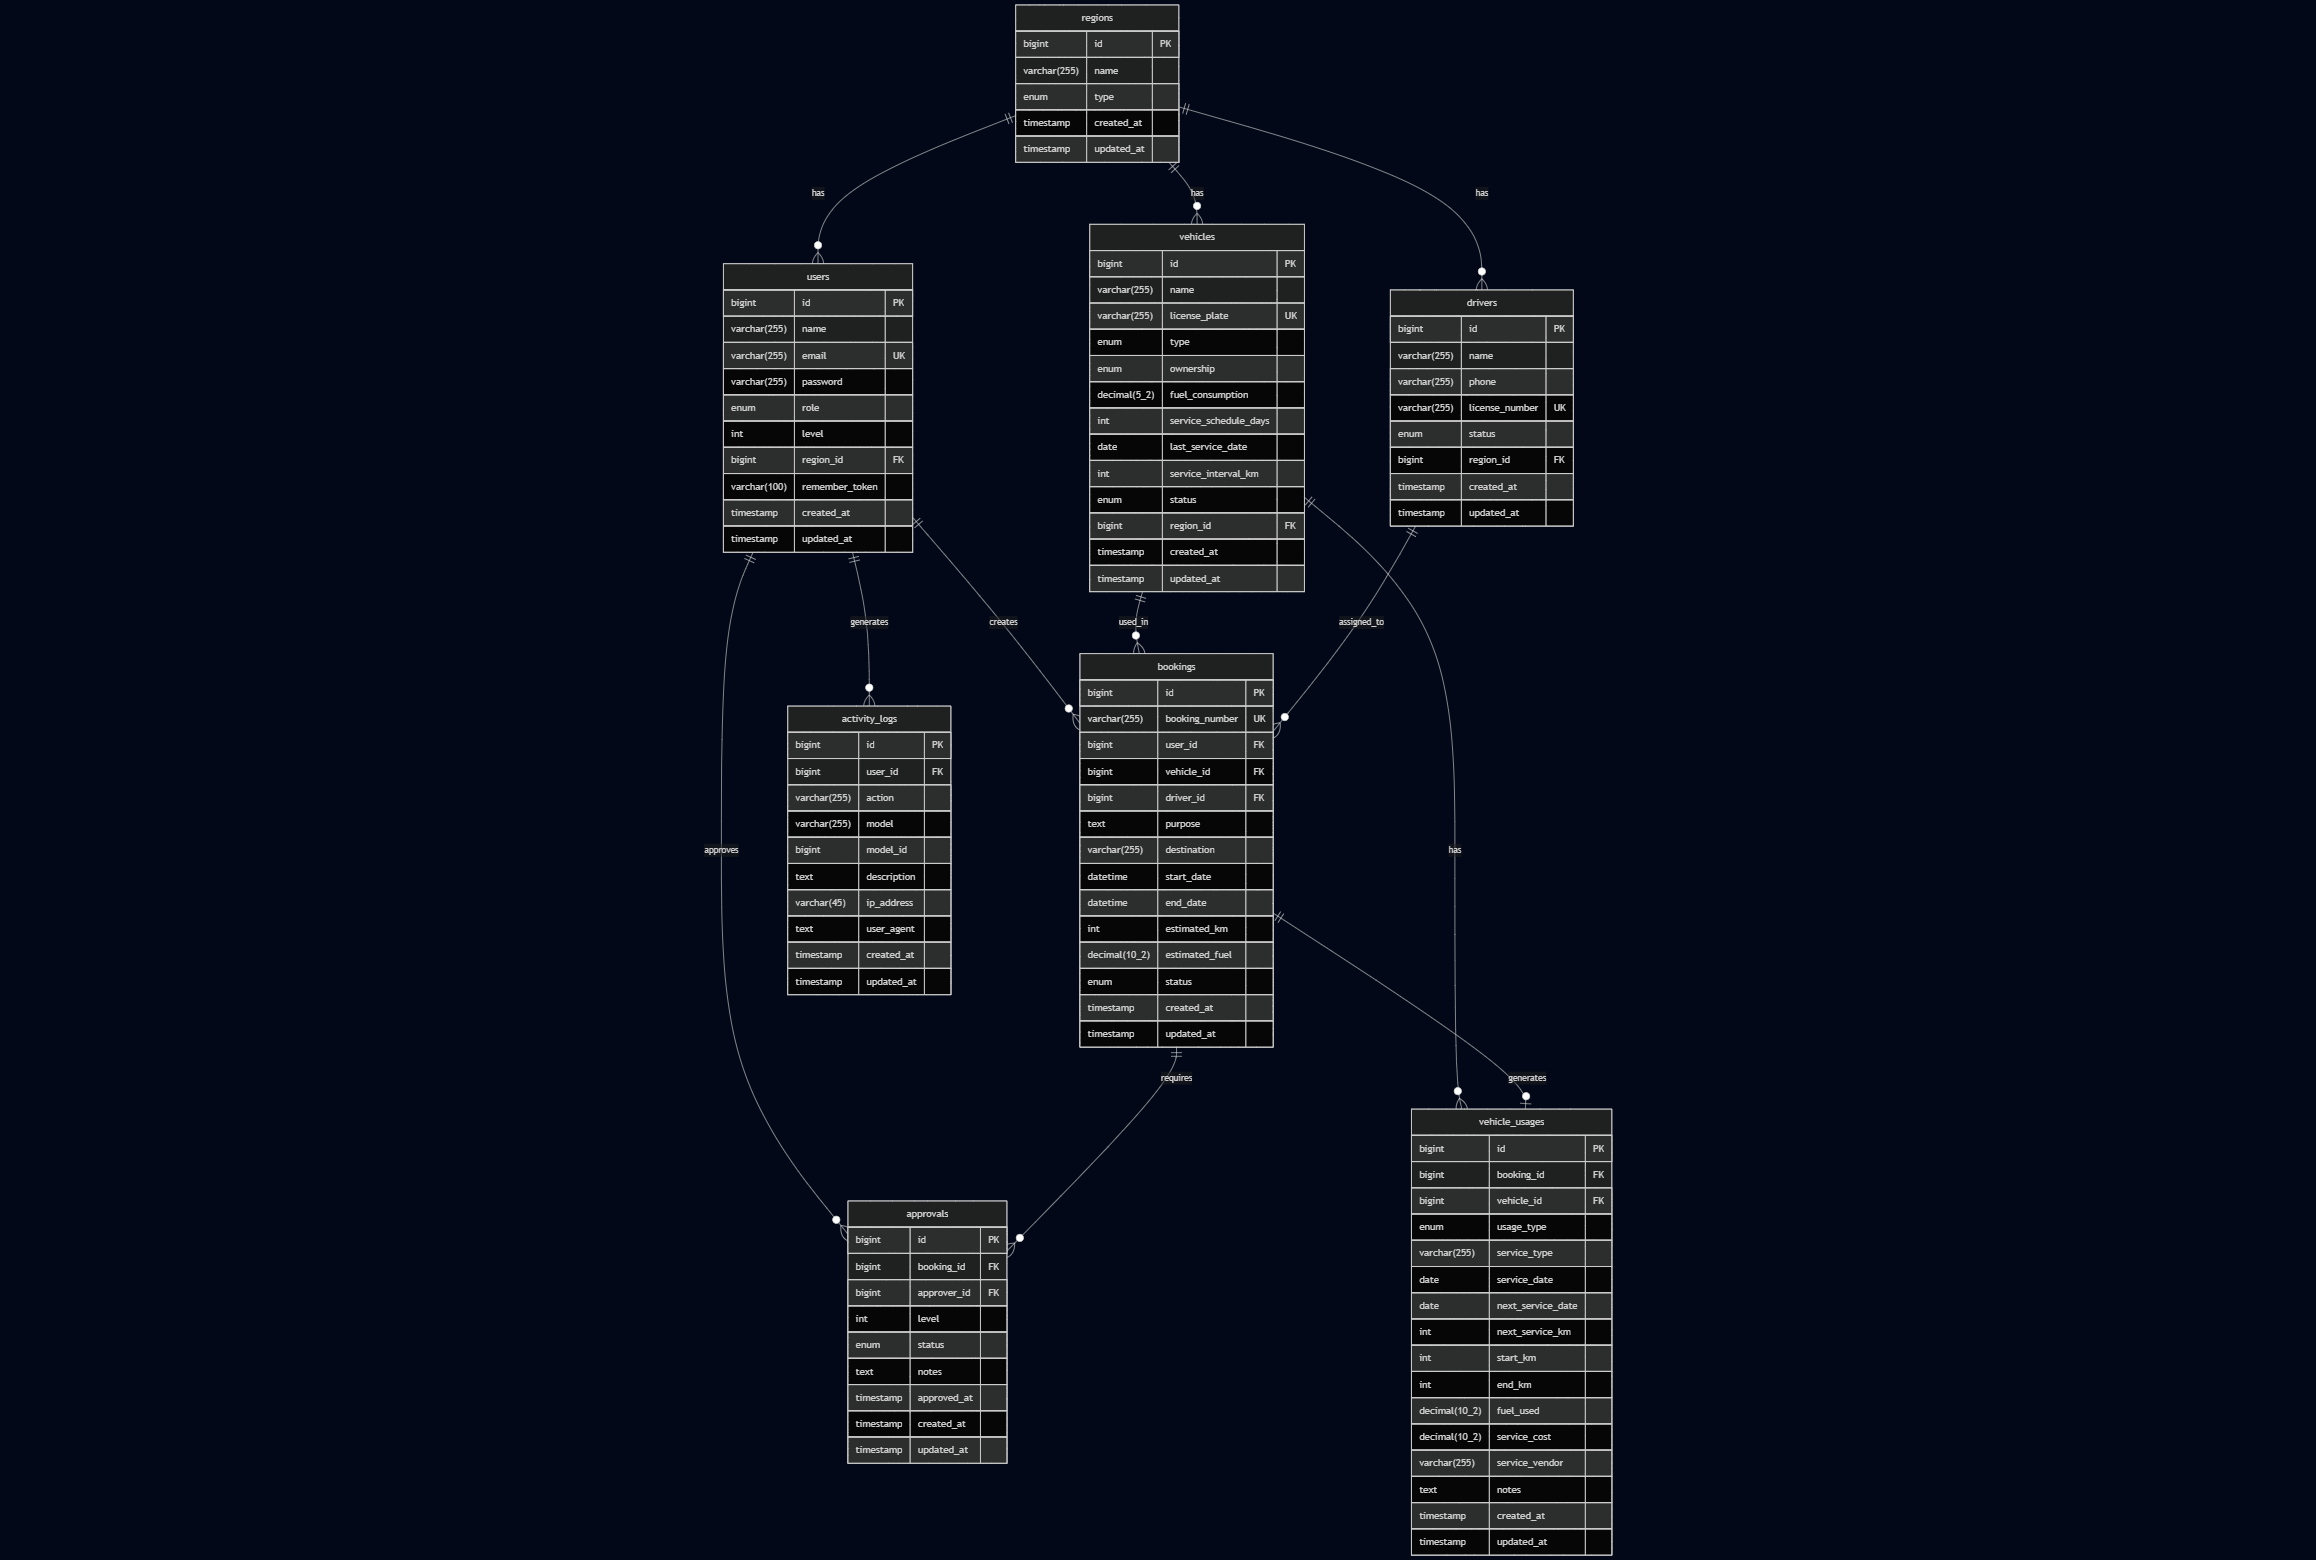 regions
bigint id PK
varchar(255) name
enum type
timestamp created_at
timestamp updated_at
has
has
has
users
bigint id PK
varchar(255) name
varchar(255) email UK
varchar(255) password
enum role
int level
bigint region_id FK
varchar(100) remember_token
timestamp created_at
timestamp updated_at
vehicles
bigint id PK
varchar(255) name
varchar(255) license_plate UK
enum type
enum ownership
decimal(5_2) fuel_consumption
int service_schedule_days
date last_service_date
int service_interval_km
enum status
bigint region_id FK
timestamp created_at
timestamp updated_at
drivers
bigint id PK
varchar(255) name
varchar(255) phone
varchar(255) license_number UK
enum status
bigint region_id FK
timestamp created_at
timestamp updated_at
generates
creates
used_in
assigned_to
activity_logs
bigint id PK
bigint user_id FK
varchar(255) action
varchar(255) model
bigint model_id
text description
varchar(45) ip_address
text user_agent
timestamp created_at
timestamp updated_at
bookings
bigint id PK
varchar(255) booking_number UK
bigint user_id FK
bigint vehicle_id FK
bigint driver_id FK
text purpose
varchar(255) destination
datetime start_date
datetime end_date
int estimated_km
decimal(10_2) estimated_fuel
enum status
timestamp created_at
timestamp updated_at
approves
has
requires
generates
approvals
bigint id PK
bigint booking_id FK
bigint approver_id FK
int level
enum status
text notes
timestamp approved_at
timestamp created_at
timestamp updated_at
vehicle_usages
bigint id PK
bigint booking_id FK
bigint vehicle_id FK
enum usage_type
varchar(255) service_type
date service_date
date next_service_date
int next_service_km
int start_km
int end_km
decimal(10_2) fuel_used
decimal(10_2) service_cost
varchar(255) service_vendor
text notes
timestamp created_at
timestamp updated_at